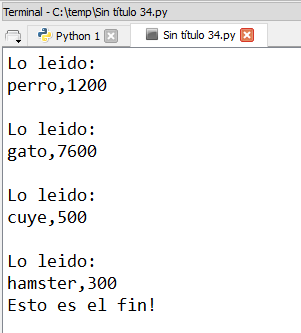 Terminal - C:\temp\Sin título 34.py
Python 1
Sin título 34.py
Lo leido:
perro,1200
Lo leido:
gato,7600
Lo leido:
cuye,500
Lo leido:
hamster,300
Esto es el fin!